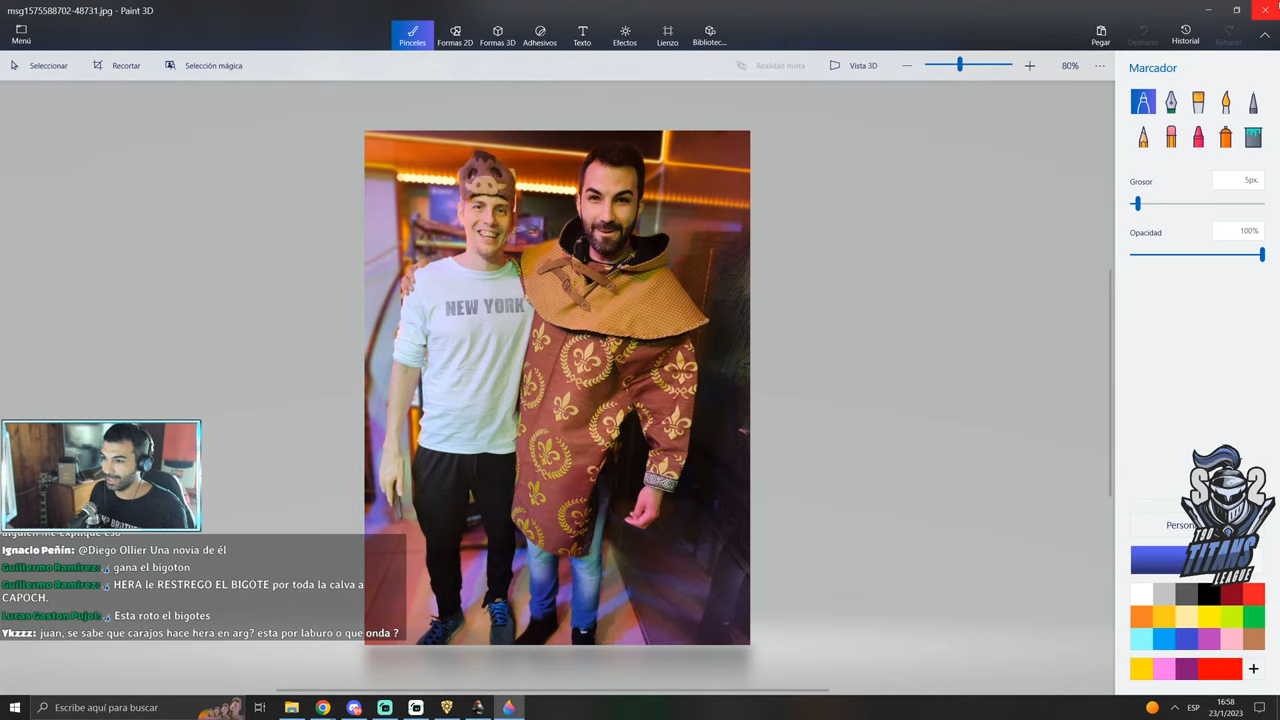 msg1575588702-48731.jpg - Paint 3D
Menú
Pinceles
Formas 2D
Formas 3D
Adhesivos
Texto
Efectos
Lienzo
Bibliotec...
Pegar
Deshacer
Historial
Rehacer
Seleccionar
Recortar
Selección mágica
Realidad mixta
Vista 3D
80%
Marcador
Grosor
5px.
Opacidad
100%
NEW YORK
Ignacio Peñín: @Diego Ollier Una novia de él
Guillermo Ramirez: gana el bigoton
Guillermo Ramirez: HERA le RESTREGO EL BIGOTE por toda la calva a
CAPOCH.
Lucas Gaston Pujol: Esta roto el bigotes
Ykzzz: juan, se sabe que carajos hace hera en arg? esta por laburo o que onda ?
S 2
TITANS
LEAGUE
Escribe aquí para buscar
ESP
16:58
23/1/2023